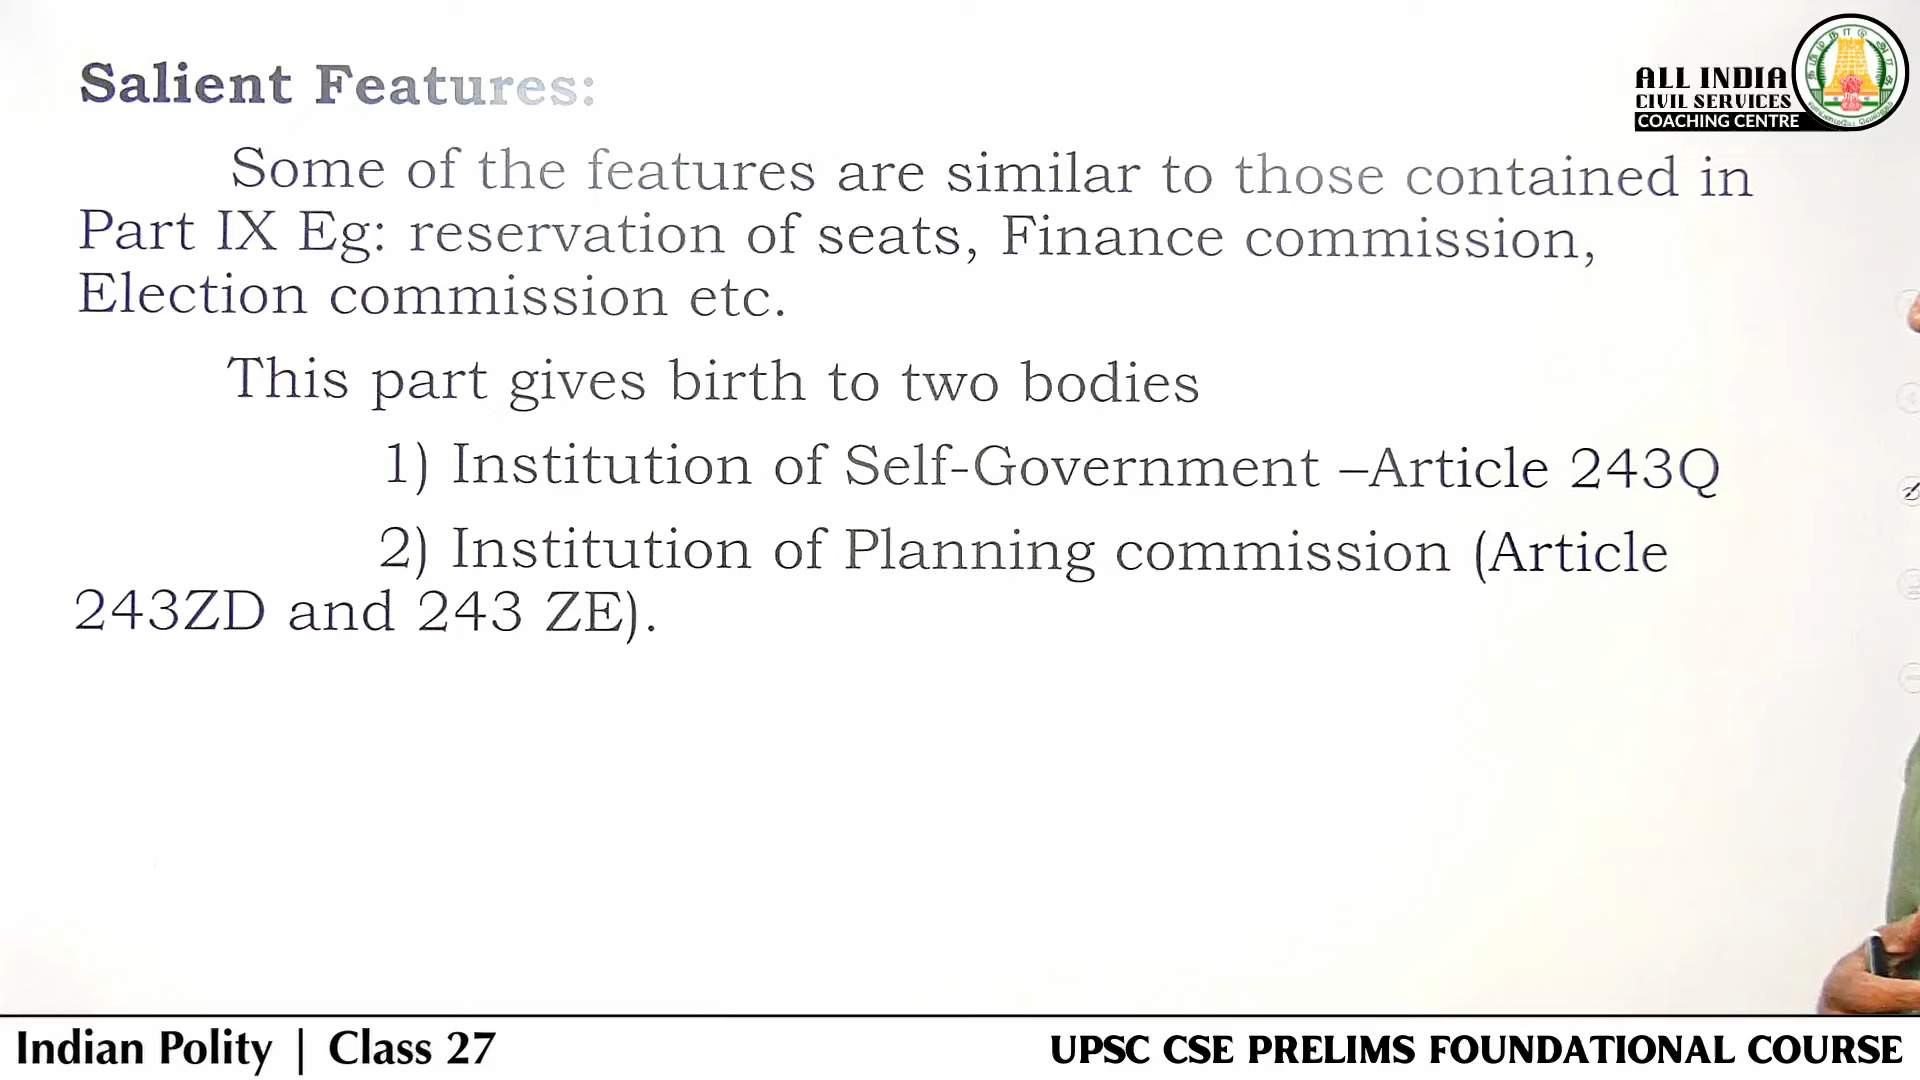 Salient Features:
ALL INDIA
CIVIL SERVICES
COACHING CENTRE
Some of the features are similar to those contained in
Part IX Eg: reservation of seats, Finance commission,
Election commission etc.
This part gives birth to two bodies
1) Institution of Self-Government –Article 243Q
2) Institution of Planning commission (Article
243ZD and 243 ZE).
Indian Polity | Class 27
UPSC CSE PRELIMS FOUNDATIONAL COURSE